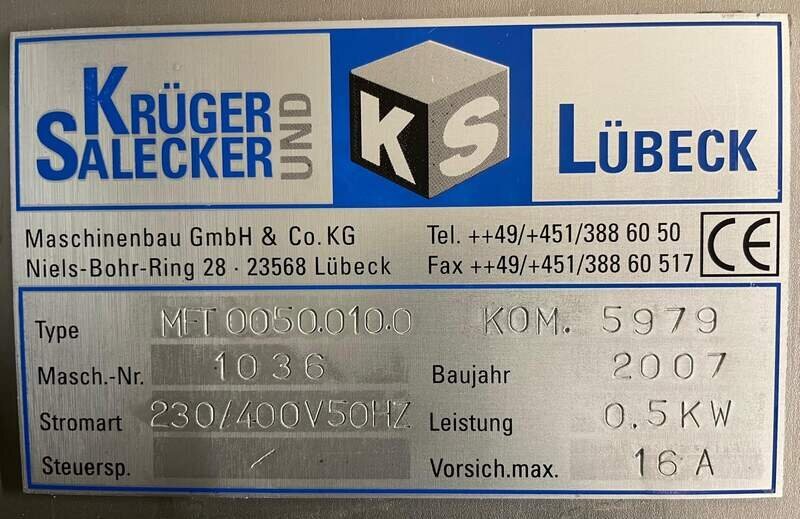 KRÜGER
UND
SALECKER
KS
LÜBECK
Maschinenbau GmbH & Co. KG
Niels-Bohr-Ring 28 · 23568 Lübeck
Tel. ++49/+451/388 60 50
Fax ++49/+451/388 60 517
CE
Type MFT 0050.010.0 KOM. 5979
Masch.-Nr. 1036 Baujahr 2007
Stromart 230/400V50HZ Leistung 0.5KW
Steuersp. / Vorsich.max. 16 A